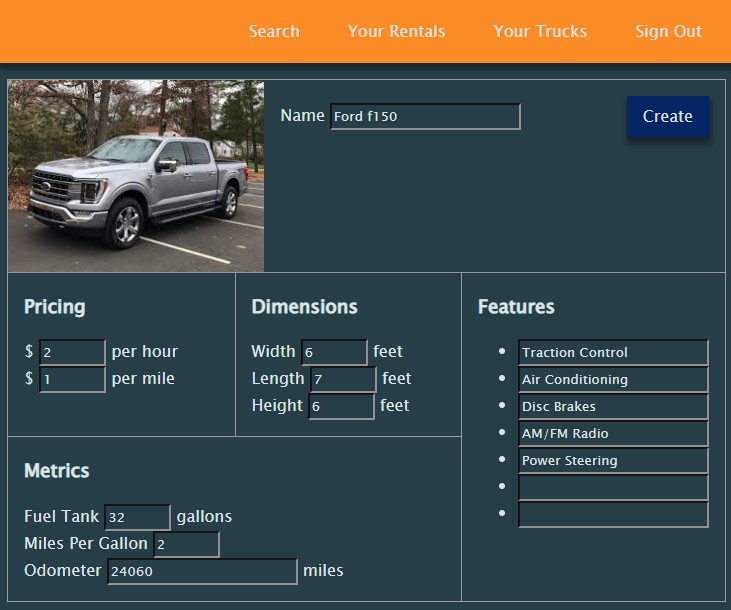 Search Your Rentals Your Trucks Sign Out
Name Ford f150 Create
Pricing
$ 2 per hour
$ 1 per mile
Dimensions
Width 6 feet
Length 7 feet
Height 6 feet
Features
Traction Control
Air Conditioning
Disc Brakes
AM/FM Radio
Power Steering
Metrics
Fuel Tank 32 gallons
Miles Per Gallon 2
Odometer 24060 miles